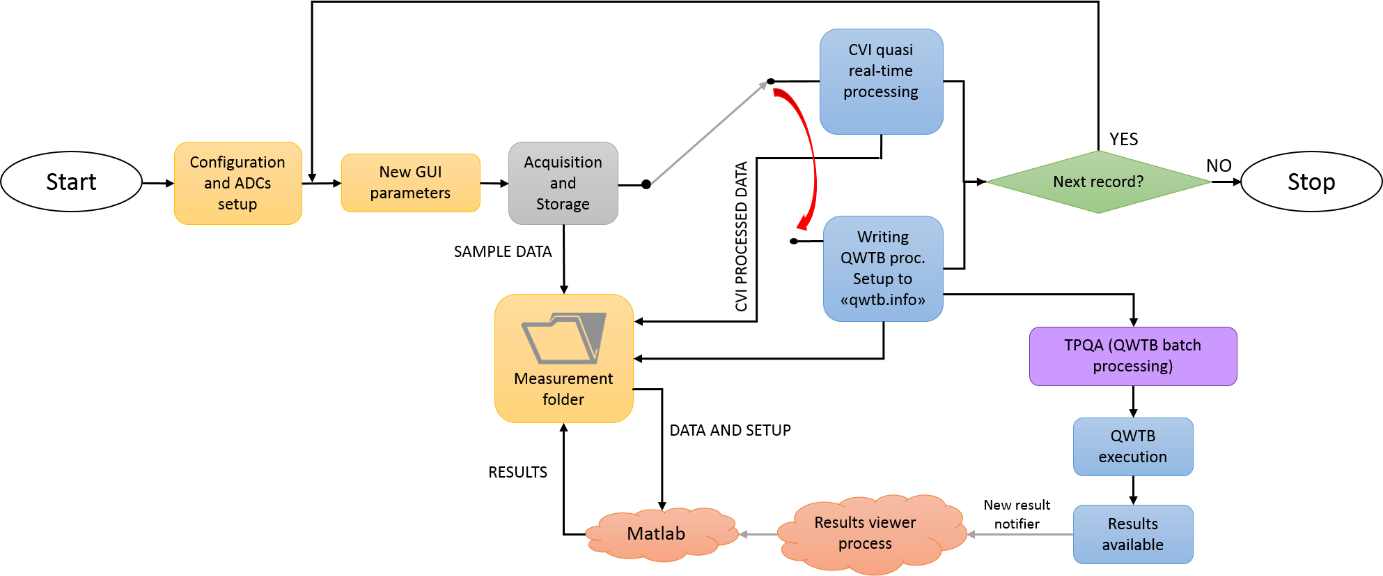 Start
Configuration
and ADCs
setup
New GUI
parameters
Acquisition
and
Storage
CVI quasi
real-time
processing
YES
Next record?
NO
Stop
SAMPLE DATA
CVI PROCESSED DATA
Writing
QWTB proc.
Setup to
«qwtb.info»
Measurement
folder
TPQA (QWTB batch
processing)
DATA AND SETUP
QWTB
execution
RESULTS
Matlab
Results viewer
process
New result
notifier
Results
available